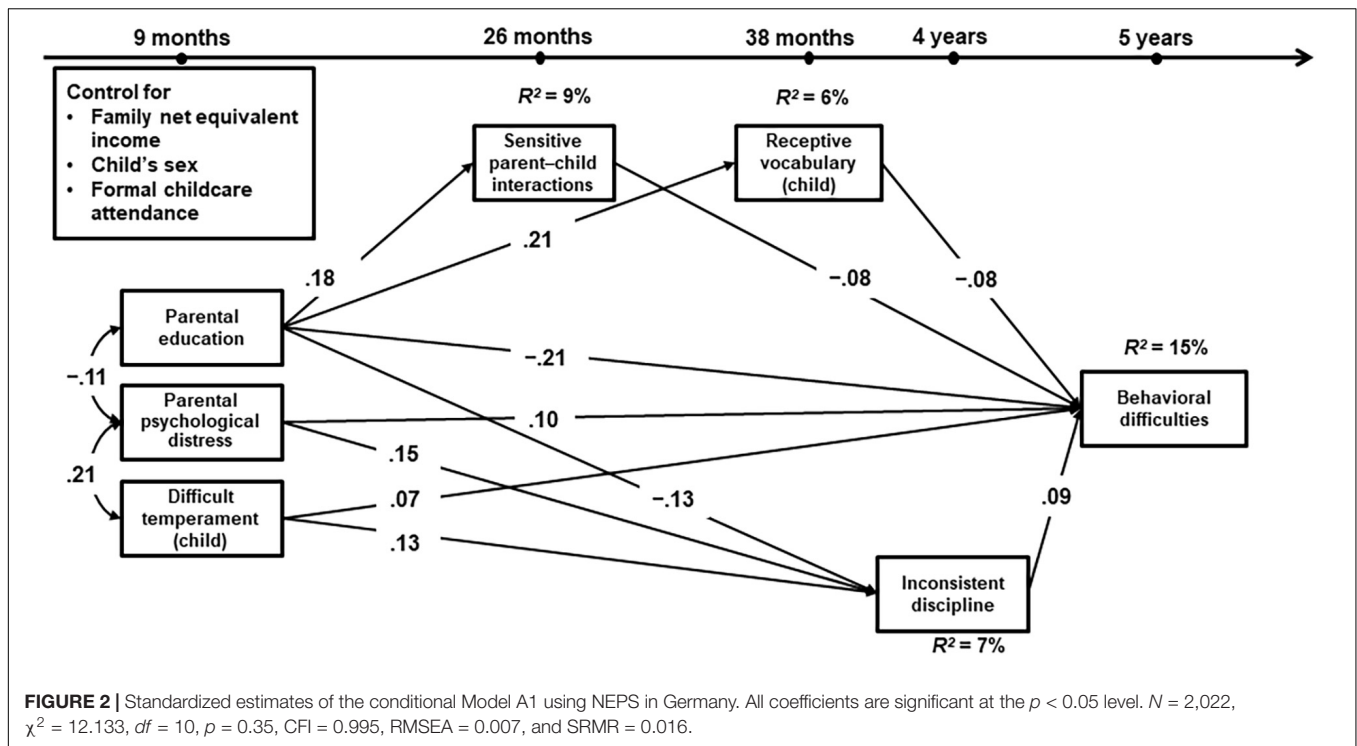 9 months 26 months 38 months 4 years 5 years
Control for
• Family net equivalent
income
• Child's sex
• Formal childcare
attendance
R² = 9%
R² = 6%
Sensitive
parent–child
interactions
Receptive
vocabulary
(child)
.18
.21
−.08
−.08
Parental
education
−.21
R² = 15%
−.11
Parental
psychological
distress
.10
.15
Behavioral
difficulties
.21
Difficult
temperament
(child)
.07
−.13
.13
.09
Inconsistent
discipline
R² = 7%
FIGURE 2 | Standardized estimates of the conditional Model A1 using NEPS in Germany. All coefficients are significant at the p < 0.05 level. N = 2,022,
χ² = 12.133, df = 10, p = 0.35, CFI = 0.995, RMSEA = 0.007, and SRMR = 0.016.